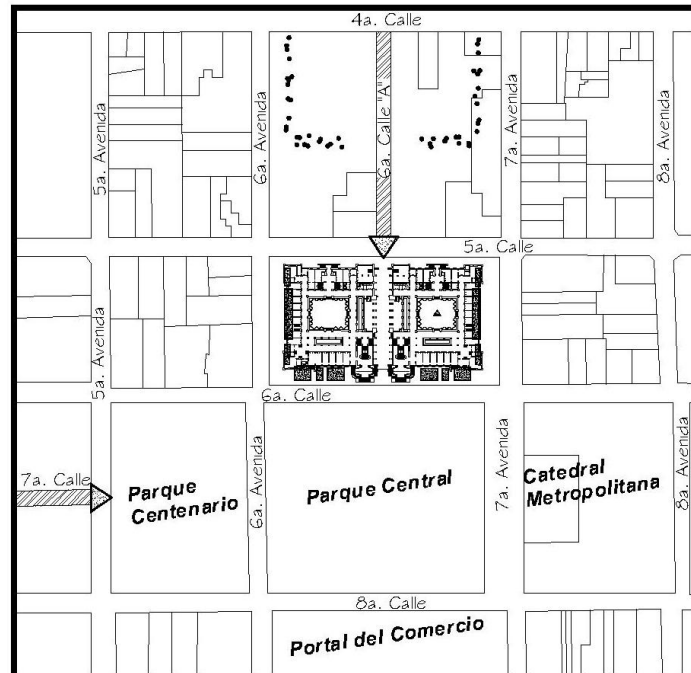 4a. Calle
5a. Avenida
6a. Avenida
6a. Calle "A"
7a. Avenida
8a. Avenida
5a. Calle
5a. Avenida
6a. Calle
7a. Calle
Parque
Centenario
6a. Avenida
Parque Central
7a. Avenida
Catedral
Metropolitana
8a. Avenida
8a. Calle
Portal del Comercio